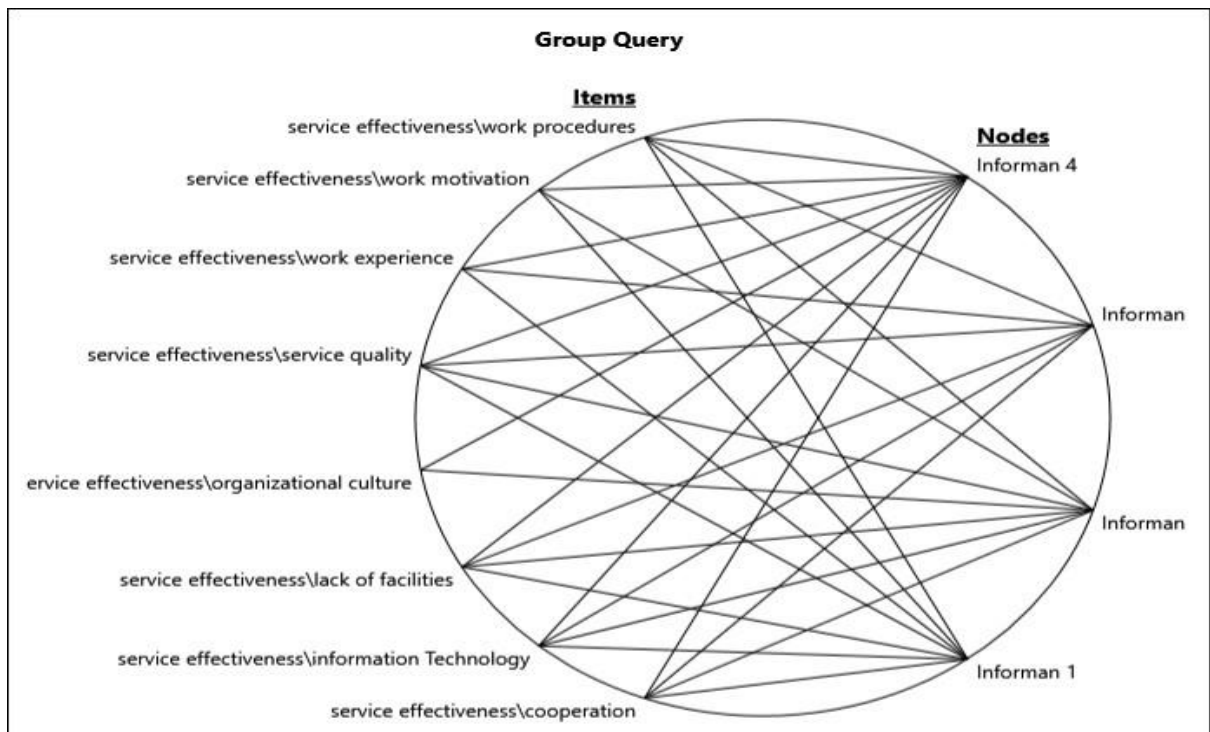 Group Query
Items
service effectiveness\work procedures
service effectiveness\work motivation
service effectiveness\work experience
service effectiveness\service quality
ervice effectiveness\organizational culture
service effectiveness\lack of facilities
service effectiveness\information Technology
service effectiveness\cooperation
Nodes
Informan 4
Informan
Informan
Informan 1